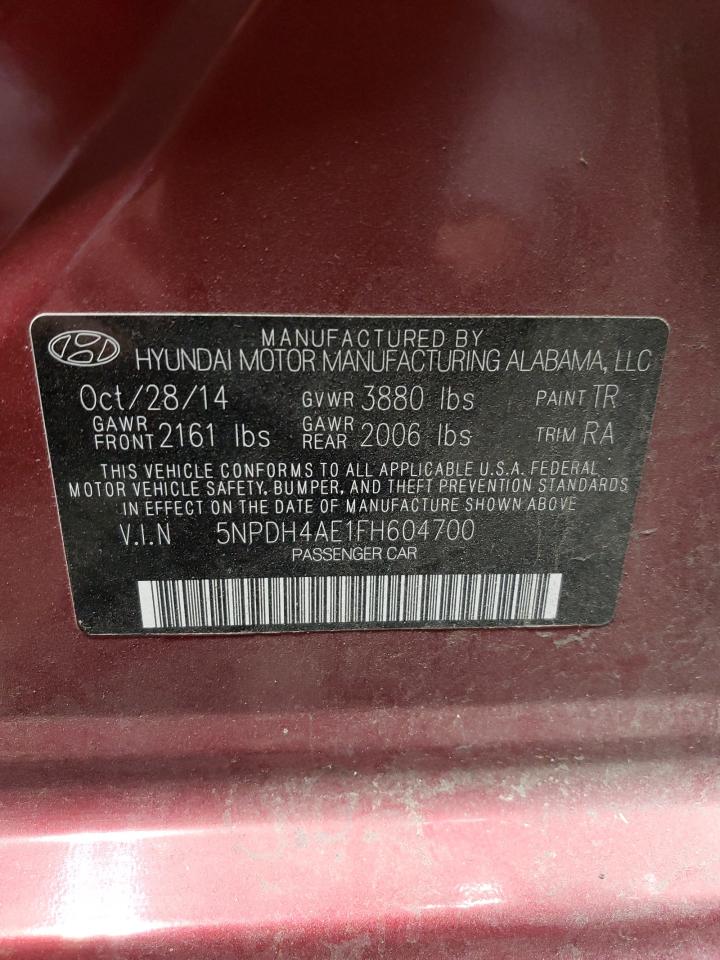 MANUFACTURED BY
HYUNDAI MOTOR MANUFACTURING ALABAMA, LLC
Oct/28/14 GVWR 3880 lbs PAINT TR
GAWR FRONT 2161 lbs GAWR REAR 2006 lbs TRIM RA
THIS VEHICLE CONFORMS TO ALL APPLICABLE U.S.A. FEDERAL
MOTOR VEHICLE SAFETY, BUMPER, AND THEFT PREVENTION STANDARDS
IN EFFECT ON THE DATE OF MANUFACTURE SHOWN ABOVE
V.I.N 5NPDH4AE1FH604700
PASSENGER CAR